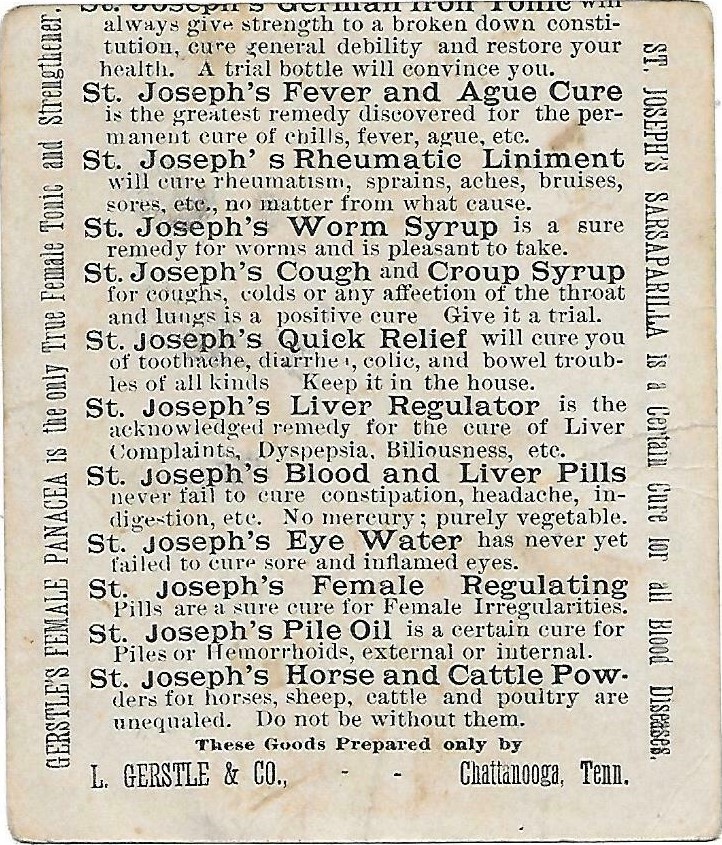 St. Joseph's German Iron Tonic will
always give strength to a broken down consti-
tution, cure general debility and restore your
health. A trial bottle will convince you.
St. Joseph's Fever and Ague Cure
is the greatest remedy discovered for the per-
manent cure of chills, fever, ague, etc.
St. Joseph' s Rheumatic Liniment
will cure rheumatism, sprains, aches, bruises,
sores, etc., no matter from what cause.
St. Joseph's Worm Syrup is a sure
remedy for worms and is pleasant to take.
St. Joseph's Cough and Croup Syrup
for coughs, colds or any affection of the throat
and lungs is a positive cure Give it a trial.
St. Joseph's Quick Relief will cure you
of toothache, diarrhea, colic, and bowel troub-
les of all kinds Keep it in the house.
St. Joseph's Liver Regulator is the
acknowledged remedy for the cure of Liver
Complaints, Dyspepsia, Biliousness, etc.
St. Joseph's Blood and Liver Pills
never fail to cure constipation, headache, in-
digestion, etc. No mercury; purely vegetable.
St. Joseph's Eye Water has never yet
failed to cure sore and inflamed eyes.
St. Joseph's Female Regulating
Pills are a sure cure for Female Irregularities.
St. Joseph's Pile Oil is a certain cure for
Piles or Hemorrhoids, external or internal.
St. Joseph's Horse and Cattle Pow-
ders for horses, sheep, cattle and poultry are
unequaled. Do not be without them.
These Goods Prepared only by
L. GERSTLE & CO., - - Chattanooga, Tenn.
GERSTLE'S FEMALE PANACEA is the only True Female Tonic and Strengthener.
ST. JOSEPH'S SARSAPARILLA is a Certain Cure for all Blood Diseases.